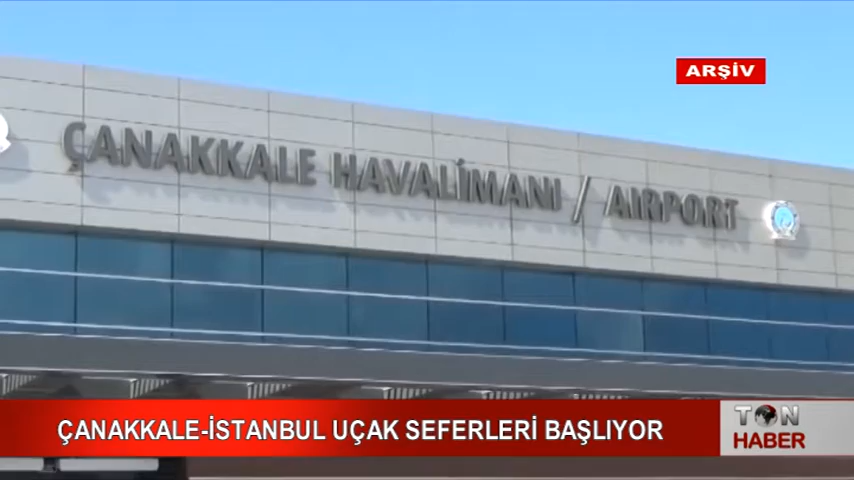 ARŞİV
ÇANAKKALE HAVALİMANI / AIRPORT
ÇANAKKALE-İSTANBUL UÇAK SEFERLERİ BAŞLIYOR
TON
HABER